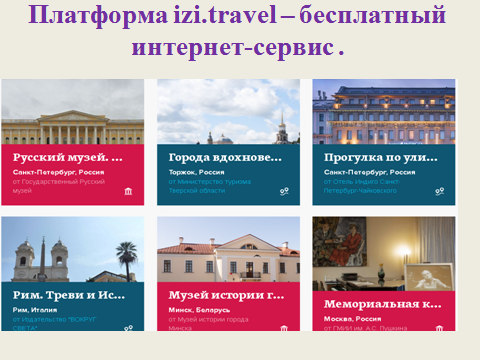 Платформа izi.travel – бесплатный
интернет-сервис .
Русский музей. ...
Санкт-Петербург, Россия
от Государственный Русский
музей
Города вдохнове...
Торжок, Россия
от Министерство туризма
Тверской области
Прогулка по ули...
Санкт-Петербург, Россия
от Отель Индиго Санкт-
Петербург-Чайковского
Рим. Треви и Ис...
Рим, Италия
от Издательство "ВОКРУГ
СВЕТА"
Музей истории г...
Минск, Беларусь
от Музей истории города
Минска
Мемориальная к...
Москва, Россия
от ГМИИ им. А.С. Пушкина